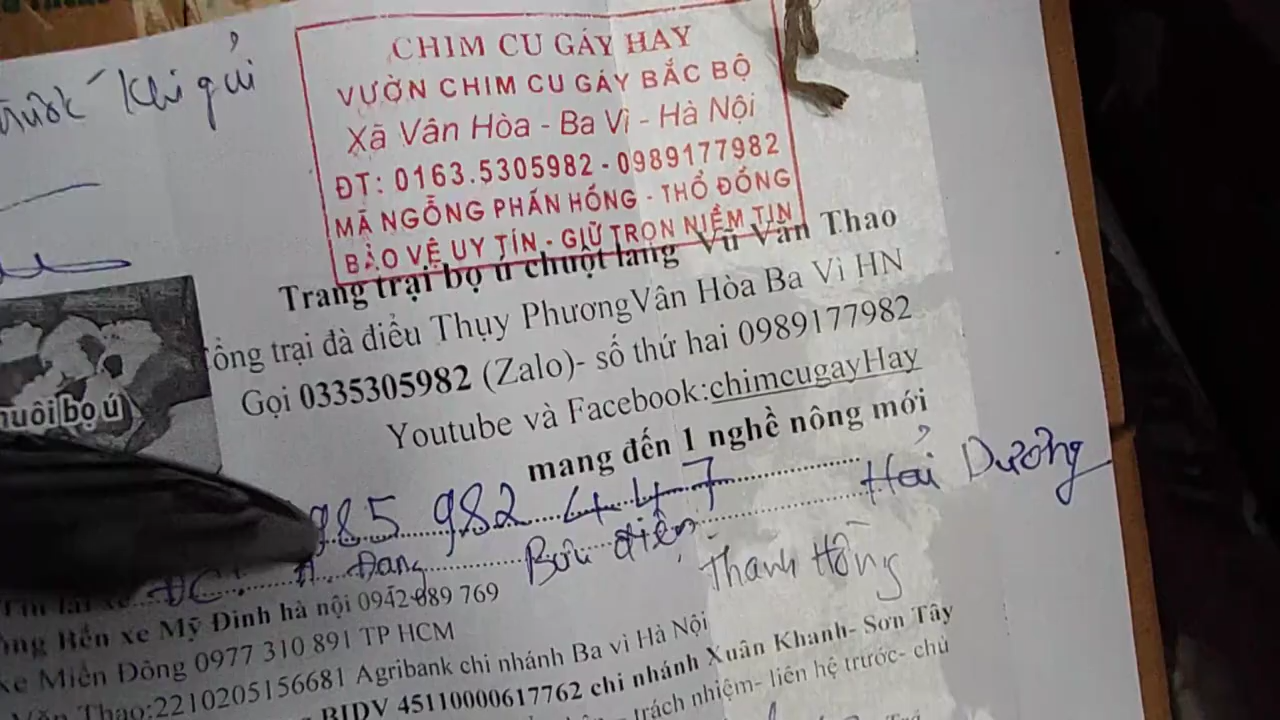 Khi gửi
CHIM CU GÁY HAY
VƯỜN CHIM CU GÁY BẮC BỘ
Xã Vân Hòa - Ba Vì - Hà Nội
ĐT: 0163.5305982 - 0989177982
MÃ NGỖNG PHẤN HỒNG - THỔ ĐỒNG
BẢO VỆ UY TÍN - GIỮ TRỌN NIỀM TIN
Trang trại bọ ú chuột lang Vũ Văn Thao
trại đà điểu Thụy PhươngVân Hòa Ba Vì HN
Gọi 0335305982 (Zalo)- số thứ hai 0989177982
Youtube và Facebook:chimcugayHay
mang đến 1 nghề nông mới
nuôi bọ ú
985 982 447 Hải Dương
ĐC: A. Đang Bưu điện Thanh Hồng
Bến xe Mỹ Đình hà nội 0942 889 769
xe Miền Đông 0977 310 891 TP HCM
Văn Thao:2210205156681 Agribank chi nhánh Ba vì Hà Nội
BIDV 45110000617762 chi nhánh Xuân Khanh- Sơn Tây
trách nhiệm- liên hệ trước- chủ